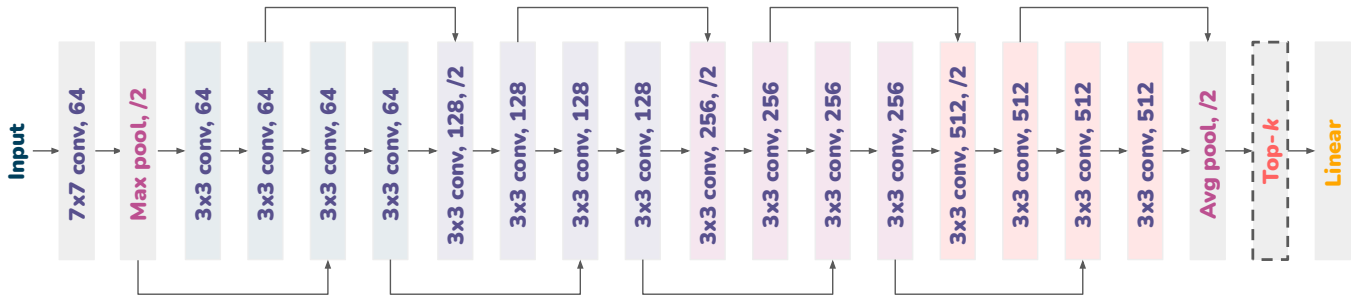 Input
7x7 conv, 64
Max pool, /2
3x3 conv, 64
3x3 conv, 64
3x3 conv, 64
3x3 conv, 64
3x3 conv, 128, /2
3x3 conv, 128
3x3 conv, 128
3x3 conv, 128
3x3 conv, 256, /2
3x3 conv, 256
3x3 conv, 256
3x3 conv, 256
3x3 conv, 512, /2
3x3 conv, 512
3x3 conv, 512
3x3 conv, 512
Avg pool, /2
Top-k
Linear